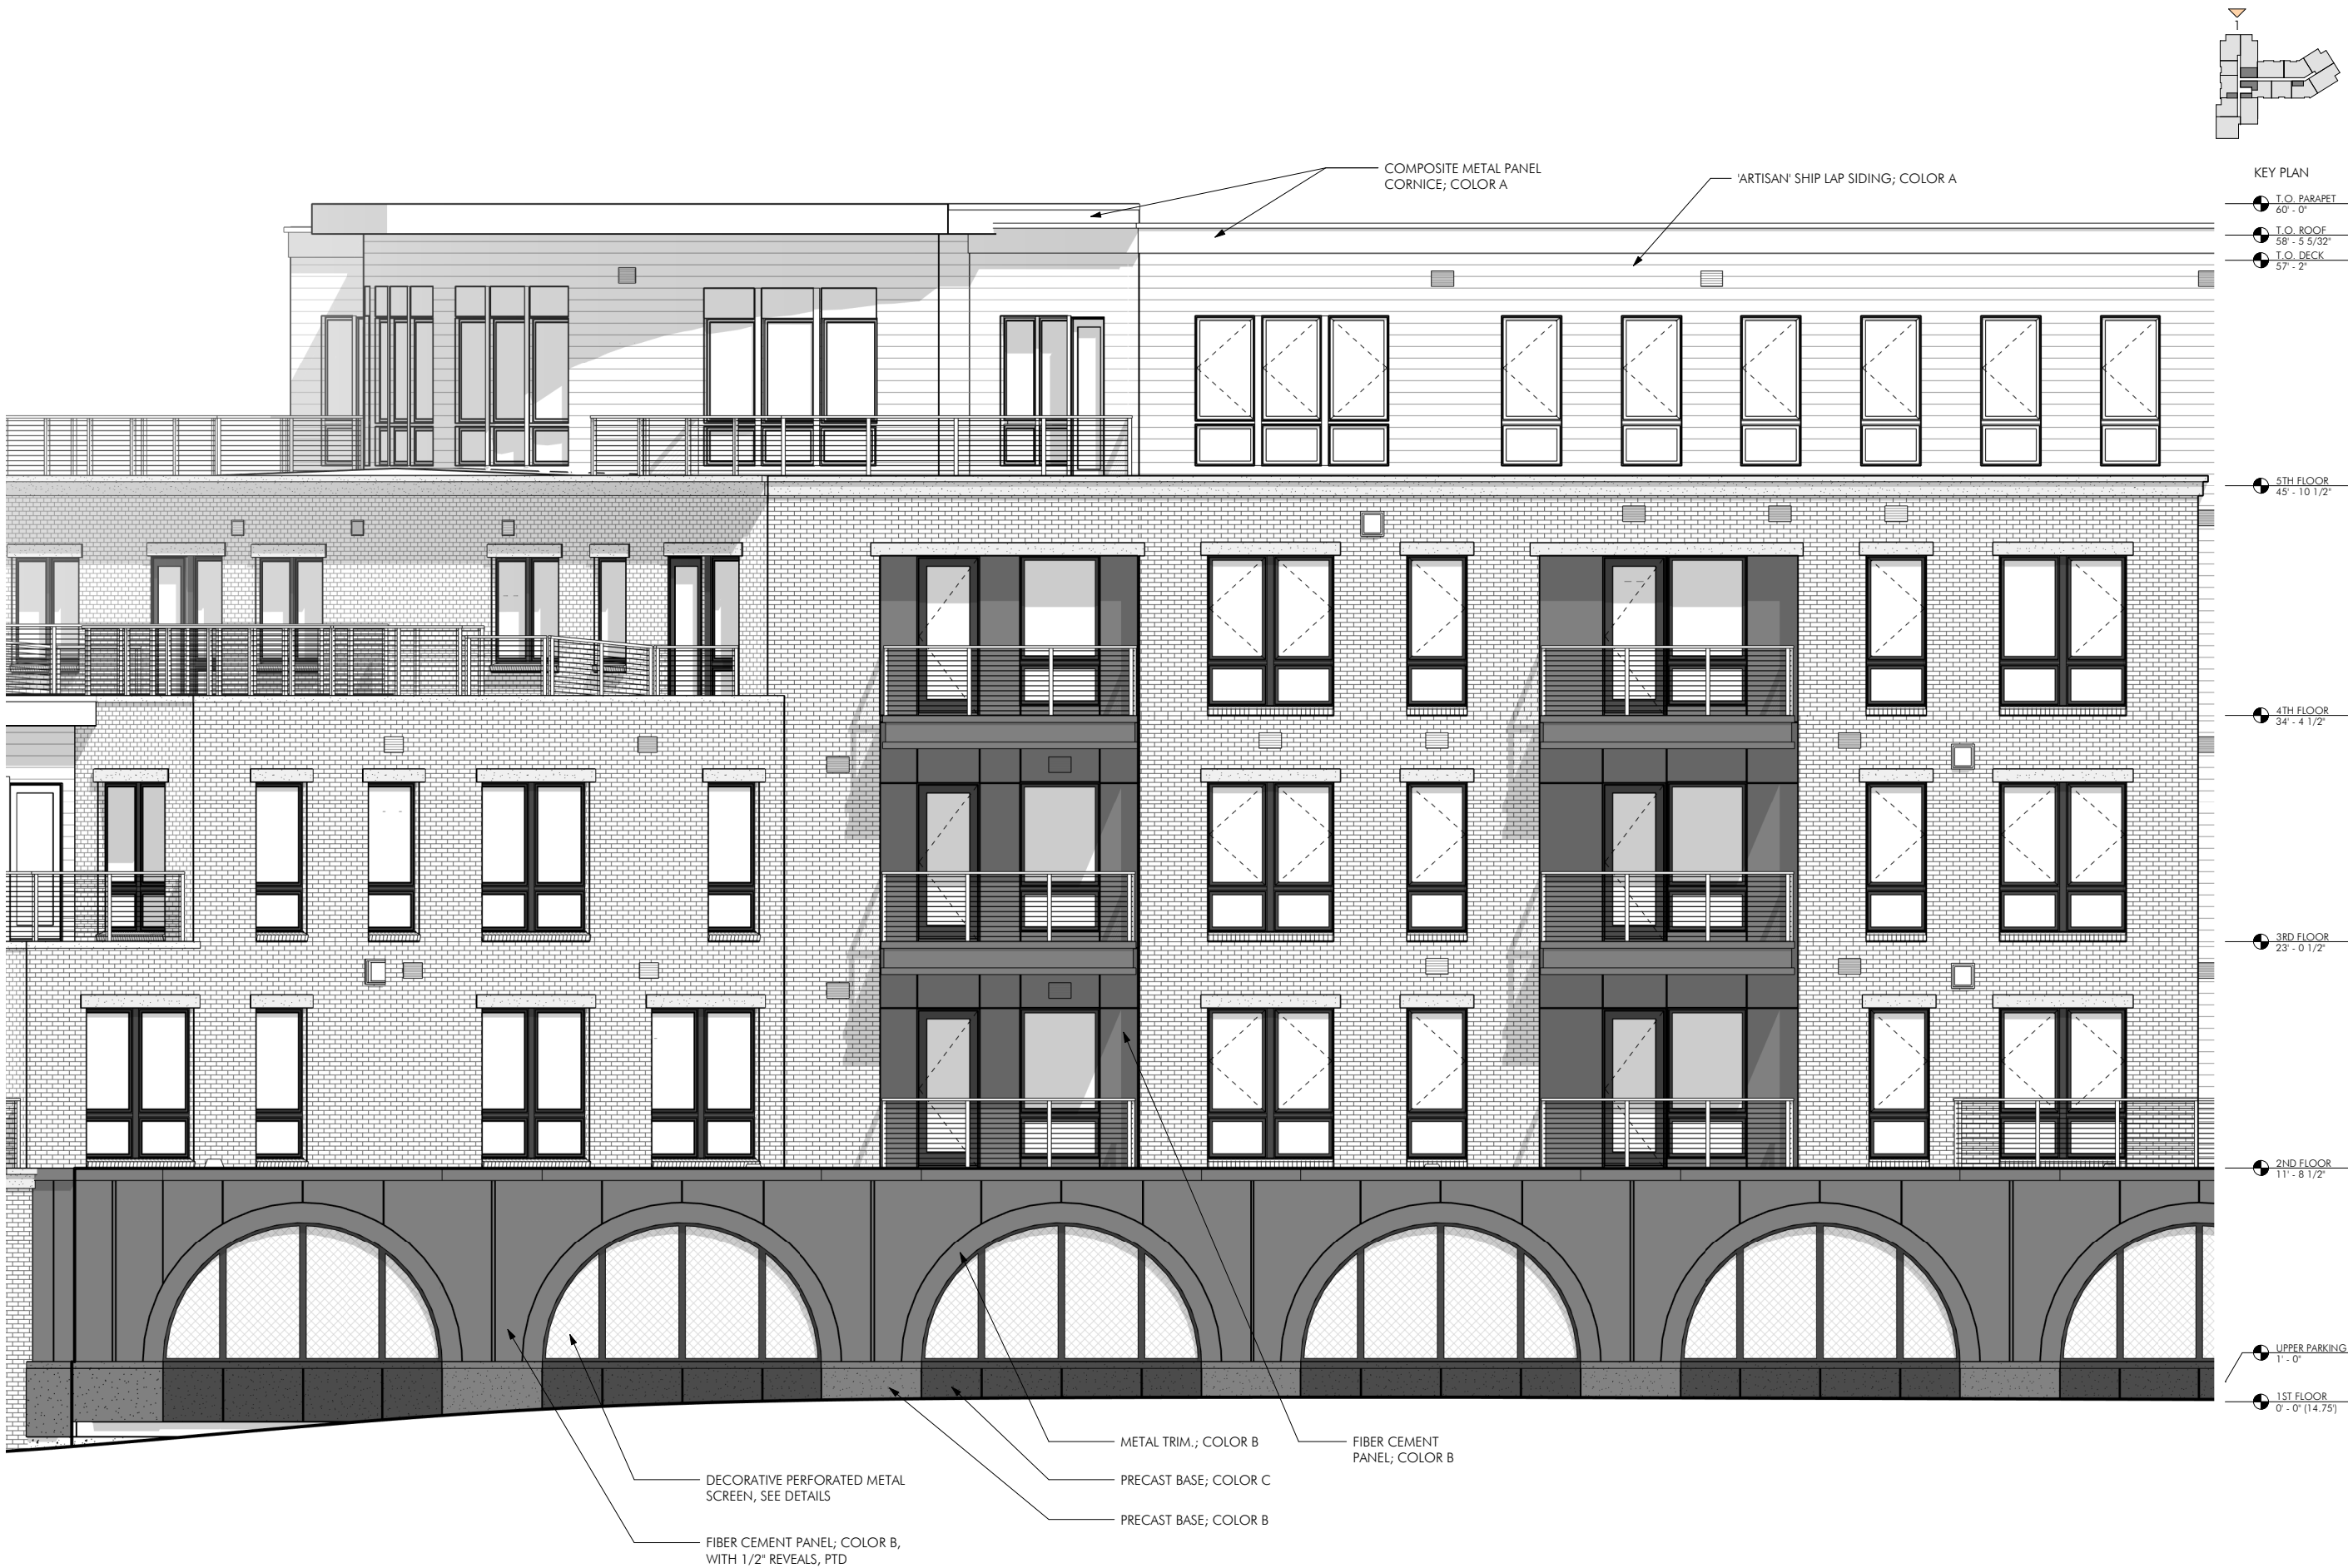 1
COMPOSITE METAL PANEL
CORNICE; COLOR A
'ARTISAN' SHIP LAP SIDING; COLOR A
KEY PLAN
T.O. PARAPET
60' - 0"
T.O. ROOF
58' - 5 5/32"
T.O. DECK
57' - 2"
5TH FLOOR
45' - 10 1/2"
4TH FLOOR
34' - 4 1/2"
3RD FLOOR
23' - 0 1/2"
2ND FLOOR
11' - 8 1/2"
UPPER PARKING
1' - 0"
1ST FLOOR
0' - 0" (14.75')
METAL TRIM.; COLOR B
FIBER CEMENT
PANEL; COLOR B
DECORATIVE PERFORATED METAL
SCREEN, SEE DETAILS
PRECAST BASE; COLOR C
PRECAST BASE; COLOR B
FIBER CEMENT PANEL; COLOR B,
WITH 1/2" REVEALS, PTD